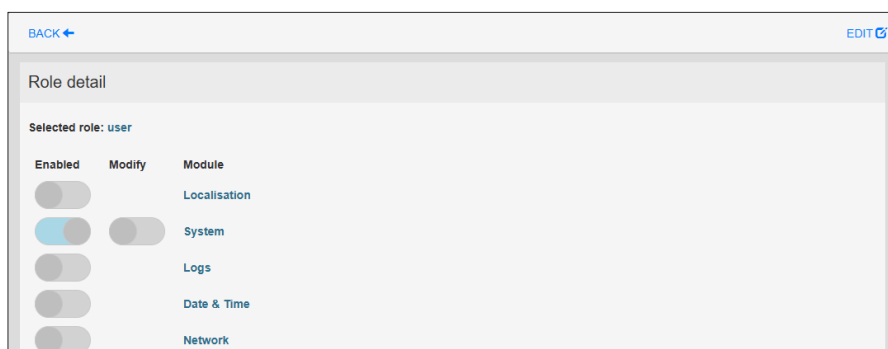 BACK
EDIT
Role detail
Selected role: user
Enabled Modify Module
Localisation
System
Logs
Date & Time
Network